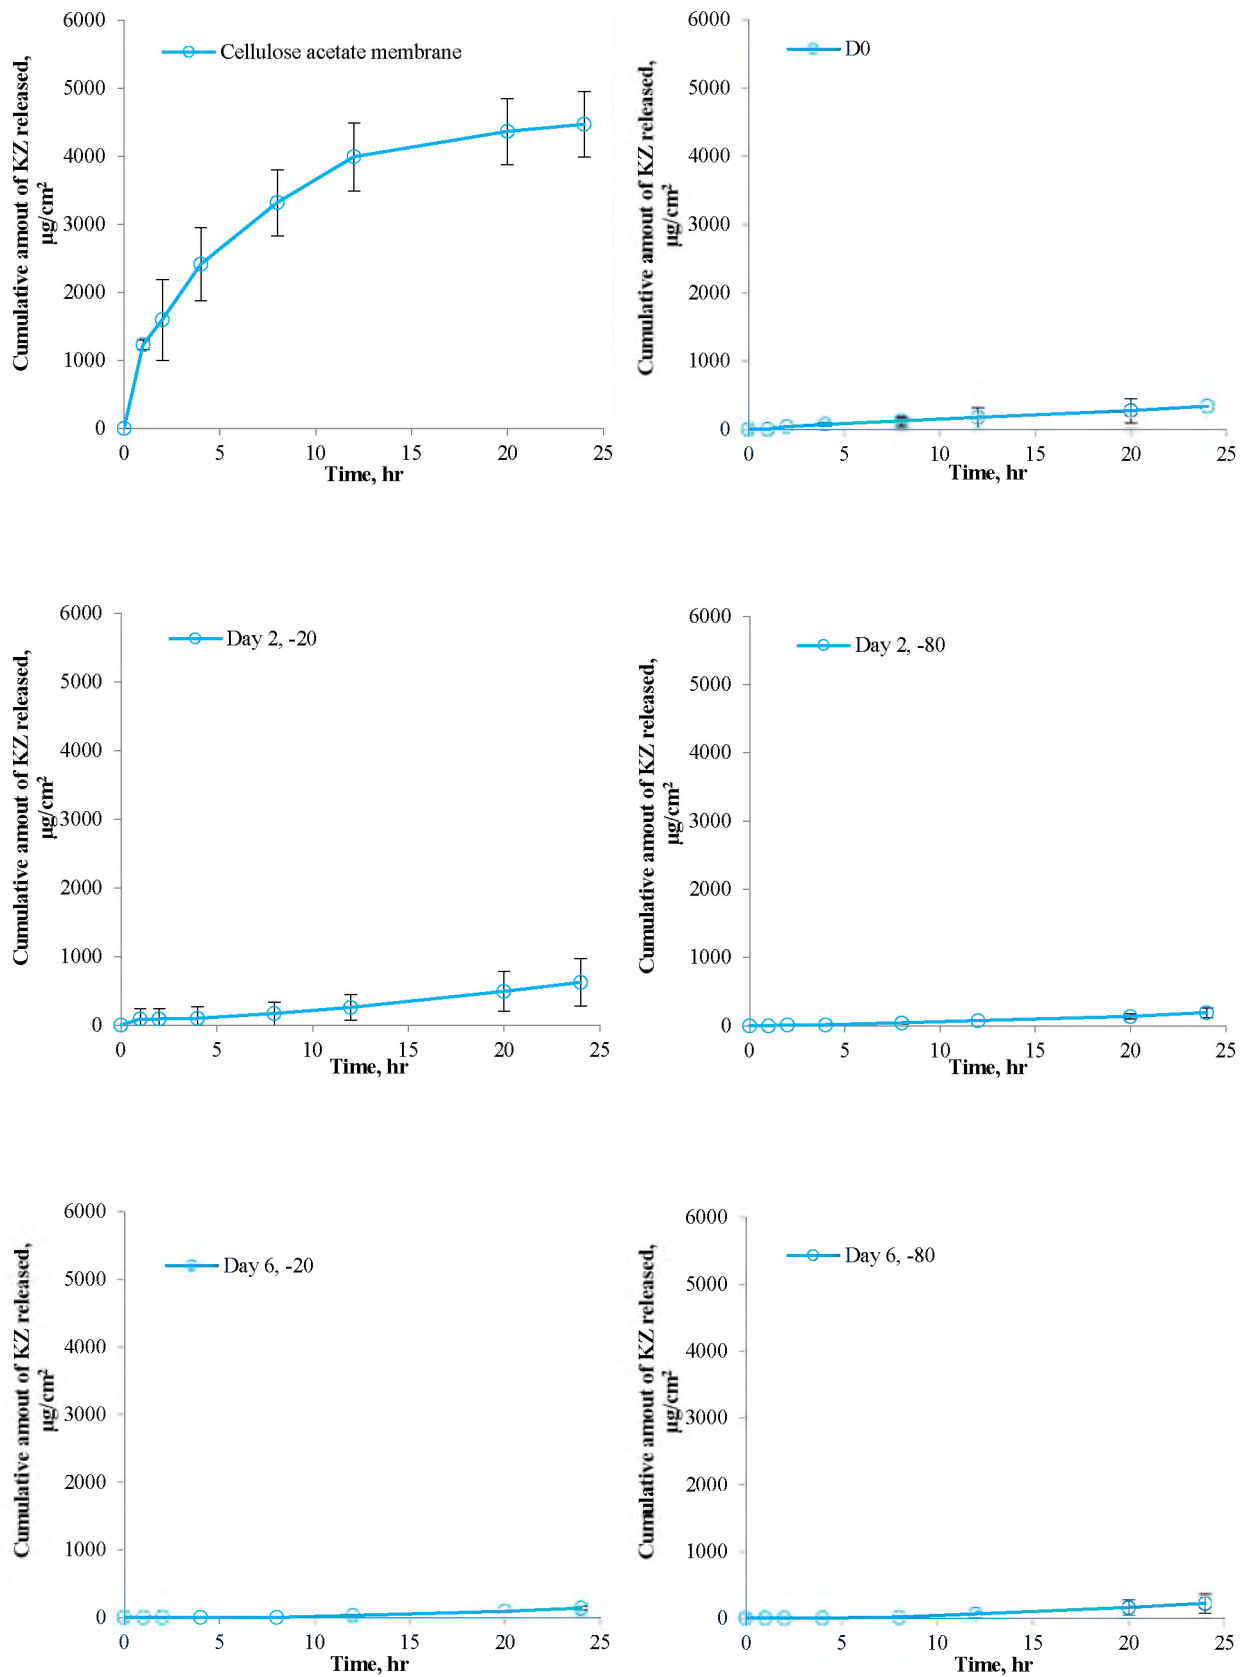 Cellulose acetate membrane
Cumulative amout of KZ released,
µg/cm²
6000
5000
4000
3000
2000
1000
0
0 5 10 15 20 25
Time, hr
D0
Cumulative amout of KZ released,
µg/cm²
6000
5000
4000
3000
2000
1000
0
0 5 10 15 20 25
Time, hr
Day 2, -20
Cumulative amout of KZ released,
µg/cm²
6000
5000
4000
3000
2000
1000
0
0 5 10 15 20 25
Time, hr
Day 2, -80
Cumulative amout of KZ released,
µg/cm²
6000
5000
4000
3000
2000
1000
0
0 5 10 15 20 25
Time, hr
Day 6, -20
Cumulative amout of KZ released,
µg/cm²
6000
5000
4000
3000
2000
1000
0
0 5 10 15 20 25
Time, hr
Day 6, -80
Cumulative amout of KZ released,
µg/cm²
6000
5000
4000
3000
2000
1000
0
0 5 10 15 20 25
Time, hr